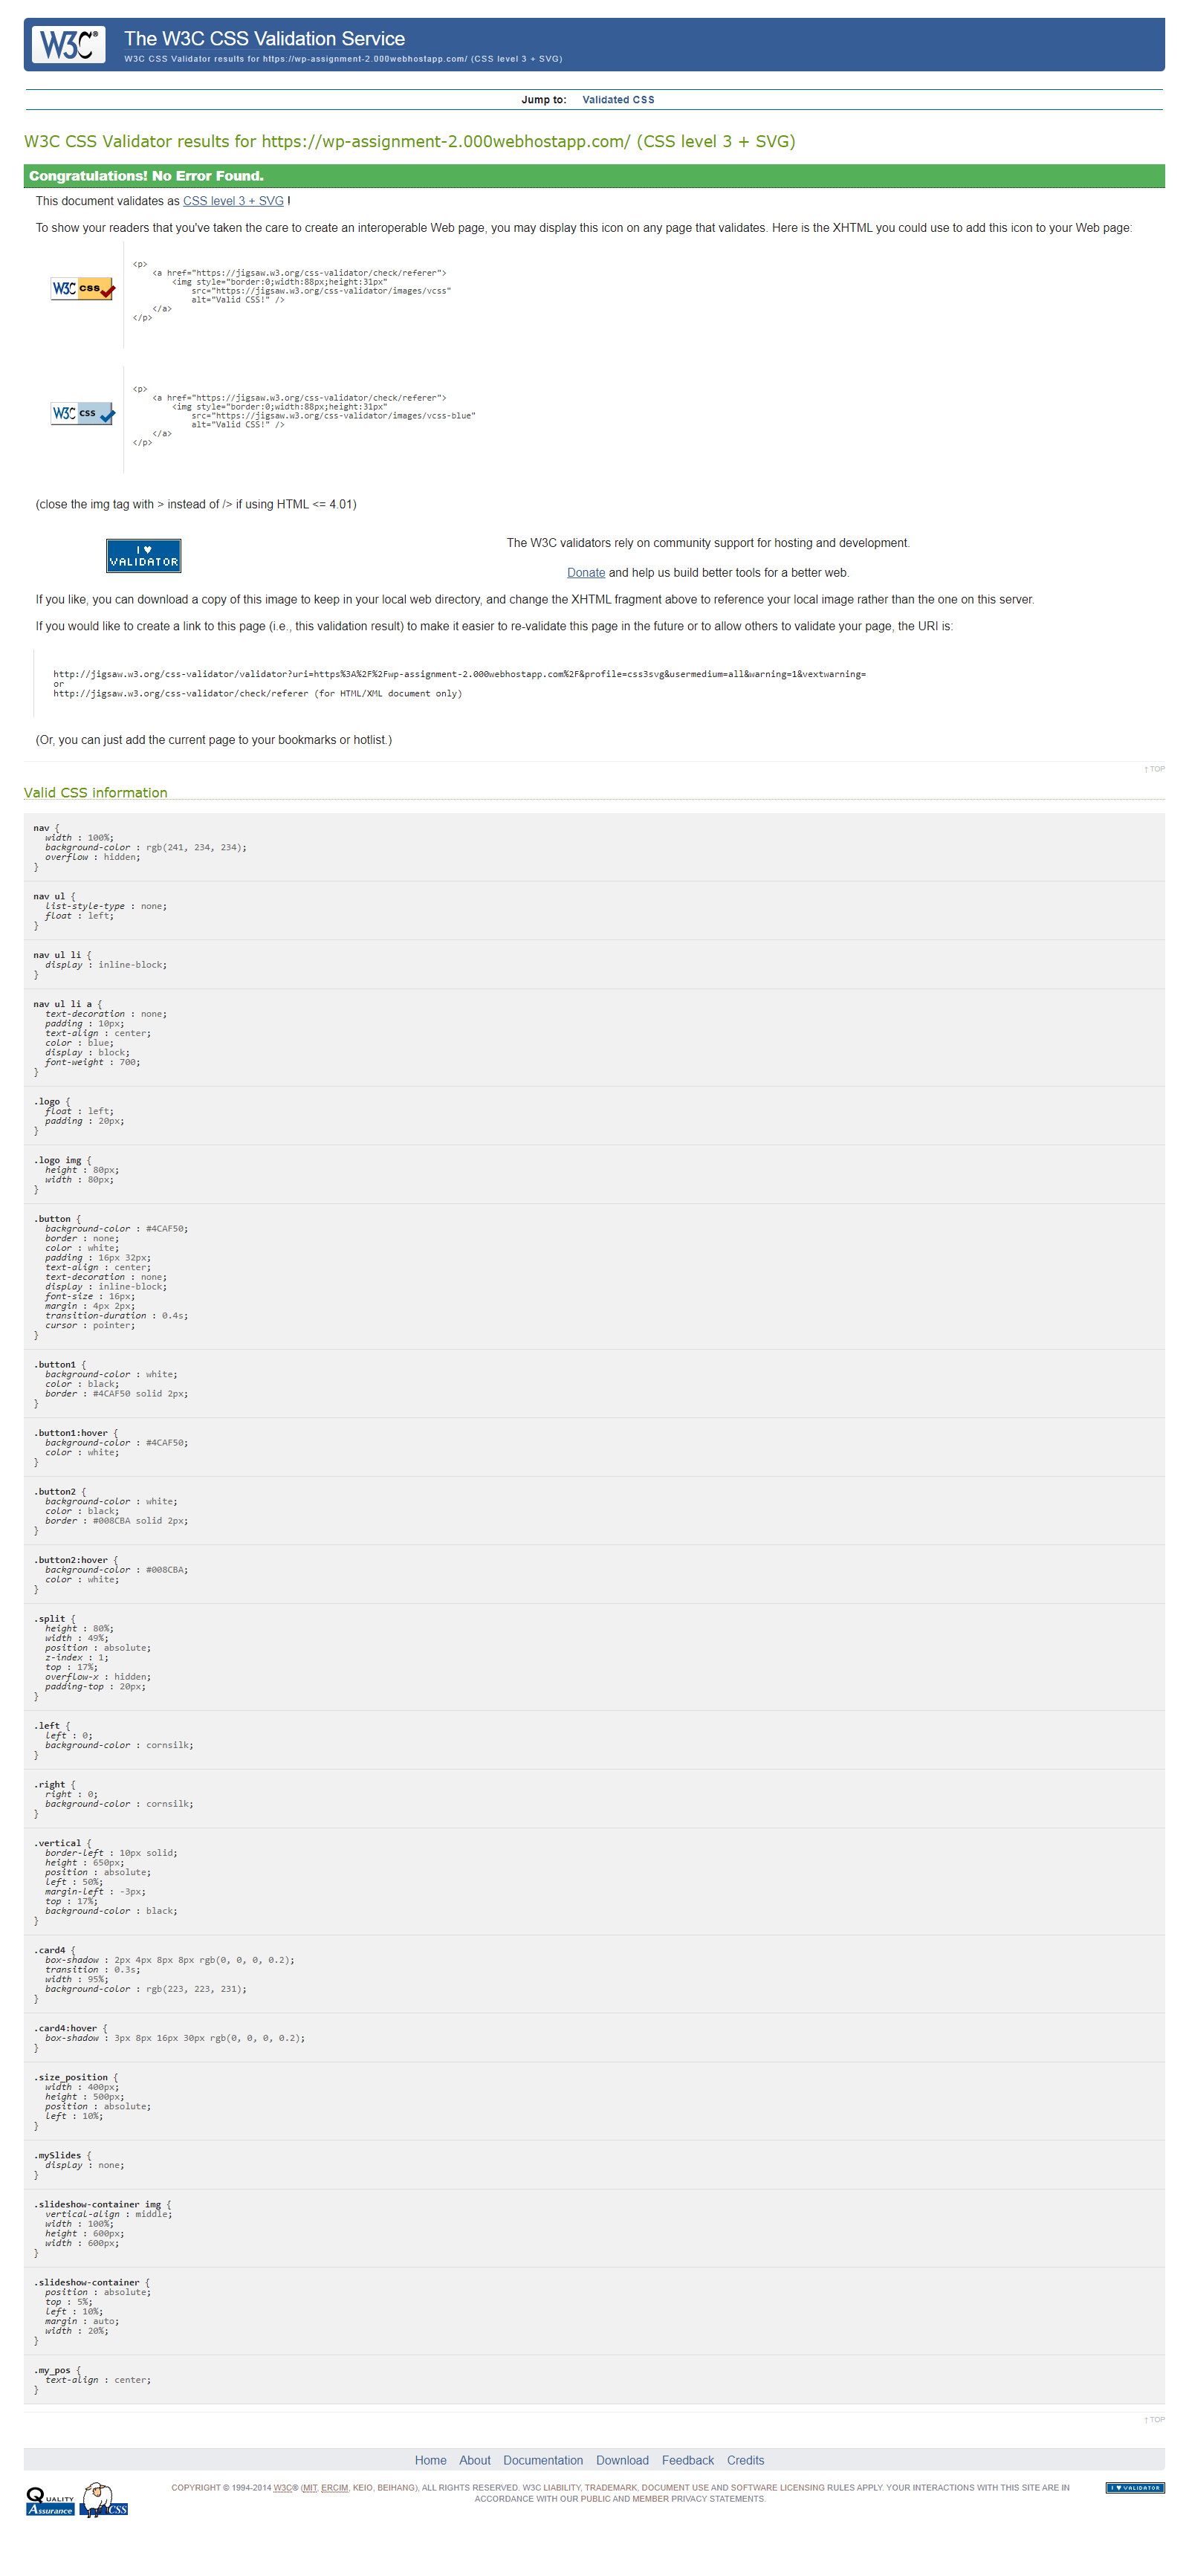 W3C®
The W3C CSS Validation Service
W3C CSS Validator results for https://wp-assignment-2.000webhostapp.com/ (CSS level 3 + SVG)
Jump to: Validated CSS
W3C CSS Validator results for https://wp-assignment-2.000webhostapp.com/ (CSS level 3 + SVG)
Congratulations! No Error Found.
This document validates as CSS level 3 + SVG !
To show your readers that you've taken the care to create an interoperable Web page, you may display this icon on any page that validates. Here is the XHTML you could use to add this icon to your Web page:
W3C css
<p>
<a href="https://jigsaw.w3.org/css-validator/check/referer">
<img style="border:0;width:88px;height:31px"
src="https://jigsaw.w3.org/css-validator/images/vcss"
alt="Valid CSS!" />
</a>
</p>
W3C css
<p>
<a href="https://jigsaw.w3.org/css-validator/check/referer">
<img style="border:0;width:88px;height:31px"
src="https://jigsaw.w3.org/css-validator/images/vcss-blue"
alt="Valid CSS!" />
</a>
</p>
(close the img tag with > instead of /> if using HTML <= 4.01)
I ♥
VALIDATOR
The W3C validators rely on community support for hosting and development.
Donate and help us build better tools for a better web.
If you like, you can download a copy of this image to keep in your local web directory, and change the XHTML fragment above to reference your local image rather than the one on this server.
If you would like to create a link to this page (i.e., this validation result) to make it easier to re-validate this page in the future or to allow others to validate your page, the URI is:
http://jigsaw.w3.org/css-validator/validator?uri=https%3A%2F%2Fwp-assignment-2.000webhostapp.com%2F&profile=css3svg&usermedium=all&warning=1&vextwarning=
or
http://jigsaw.w3.org/css-validator/check/referer (for HTML/XML document only)
(Or, you can just add the current page to your bookmarks or hotlist.)
↑ TOP
Valid CSS information
nav {
width : 100%;
background-color : rgb(241, 234, 234);
overflow : hidden;
}
nav ul {
list-style-type : none;
float : left;
}
nav ul li {
display : inline-block;
}
nav ul li a {
text-decoration : none;
padding : 10px;
text-align : center;
color : blue;
display : block;
font-weight : 700;
}
.logo {
float : left;
padding : 20px;
}
.logo img {
height : 80px;
width : 80px;
}
.button {
background-color : #4CAF50;
border : none;
color : white;
padding : 16px 32px;
text-align : center;
text-decoration : none;
display : inline-block;
font-size : 16px;
margin : 4px 2px;
transition-duration : 0.4s;
cursor : pointer;
}
.button1 {
background-color : white;
color : black;
border : #4CAF50 solid 2px;
}
.button1:hover {
background-color : #4CAF50;
color : white;
}
.button2 {
background-color : white;
color : black;
border : #008CBA solid 2px;
}
.button2:hover {
background-color : #008CBA;
color : white;
}
.split {
height : 80%;
width : 49%;
position : absolute;
z-index : 1;
top : 17%;
overflow-x : hidden;
padding-top : 20px;
}
.left {
left : 0;
background-color : cornsilk;
}
.right {
right : 0;
background-color : cornsilk;
}
.vertical {
border-left : 10px solid;
height : 650px;
position : absolute;
left : 50%;
margin-left : -3px;
top : 17%;
background-color : black;
}
.card4 {
box-shadow : 2px 4px 8px 8px rgb(0, 0, 0, 0.2);
transition : 0.3s;
width : 95%;
background-color : rgb(223, 223, 231);
}
.card4:hover {
box-shadow : 3px 8px 16px 30px rgb(0, 0, 0, 0.2);
}
.size_position {
width : 400px;
height : 500px;
position : absolute;
left : 10%;
}
.mySlides {
display : none;
}
.slideshow-container img {
vertical-align : middle;
width : 100%;
height : 600px;
width : 600px;
}
.slideshow-container {
position : absolute;
top : 5%;
left : 10%;
margin : auto;
width : 20%;
}
.my_pos {
text-align : center;
}
↑ TOP
Home About Documentation Download Feedback Credits
QUALITY
Assurance
CSS
COPYRIGHT © 1994-2014 W3C® (MIT, ERCIM, KEIO, BEIHANG), ALL RIGHTS RESERVED. W3C LIABILITY, TRADEMARK, DOCUMENT USE AND SOFTWARE LICENSING RULES APPLY. YOUR INTERACTIONS WITH THIS SITE ARE IN
ACCORDANCE WITH OUR PUBLIC AND MEMBER PRIVACY STATEMENTS.
I ♥ VALIDATOR